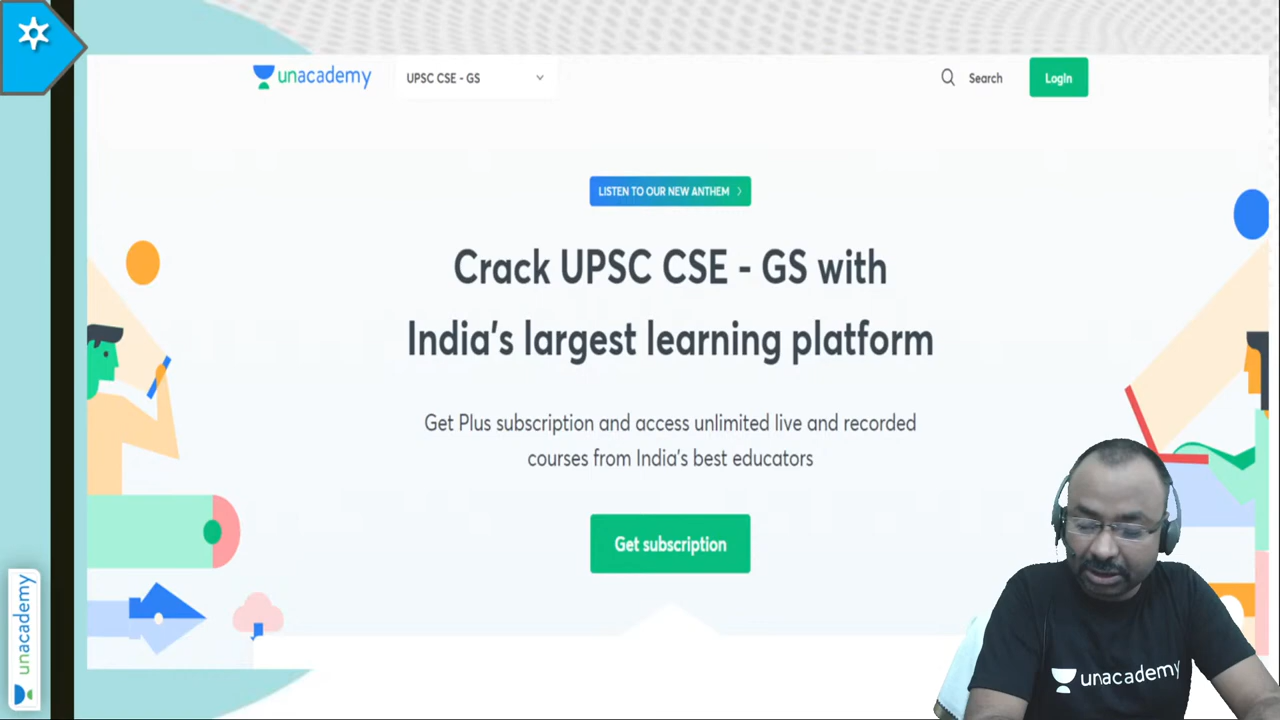 unacademy
UPSC CSE - GS
Search
Login
LISTEN TO OUR NEW ANTHEM
Crack UPSC CSE - GS with
India's largest learning platform
Get Plus subscription and access unlimited live and recorded
courses from India's best educators
Get subscription
unacademy
unacademy